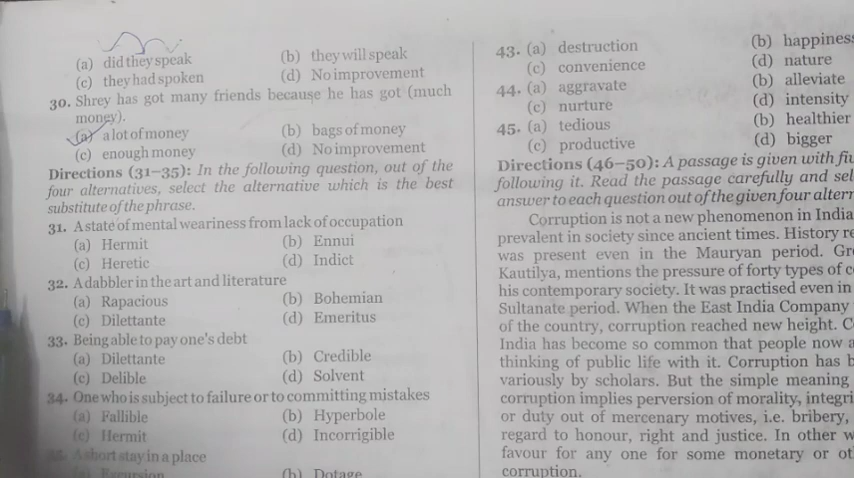 (a) did they speak (b) they will speak
(c) they had spoken (d) No improvement
30. Shrey has got many friends because he has got (much
money).
(a) a lot of money (b) bags of money
(c) enough money (d) No improvement
Directions (31–35): In the following question, out of the
four alternatives, select the alternative which is the best
substitute of the phrase.
31. A state of mental weariness from lack of occupation
(a) Hermit (b) Ennui
(c) Heretic (d) Indict
32. A dabbler in the art and literature
(a) Rapacious (b) Bohemian
(c) Dilettante (d) Emeritus
33. Being able to pay one's debt
(a) Dilettante (b) Credible
(c) Delible (d) Solvent
34. One who is subject to failure or to committing mistakes
(a) Fallible (b) Hyperbole
(c) Hermit (d) Incorrigible
35. A short stay in a place
(a) Excursion (b) Dotage
43. (a) destruction (b) happiness
(c) convenience (d) nature
44. (a) aggravate (b) alleviate
(c) nurture (d) intensity
45. (a) tedious (b) healthier
(c) productive (d) bigger
Directions (46–50): A passage is given with
following it. Read the passage carefully and
answer to each question out of the given four
Corruption is not a new phenomenon in India
prevalent in society since ancient times. History
was present even in the Mauryan period.
Kautilya, mentions the pressure of forty types of
his contemporary society. It was practised even in
Sultanate period. When the East India Company
of the country, corruption reached new height.
India has become so common that people now
thinking of public life with it. Corruption has
variously by scholars. But the simple meaning
corruption implies perversion of morality,
or duty out of mercenary motives, i.e. bribery,
regard to honour, right and justice. In other
favour for any one for some monetary or
corruption.